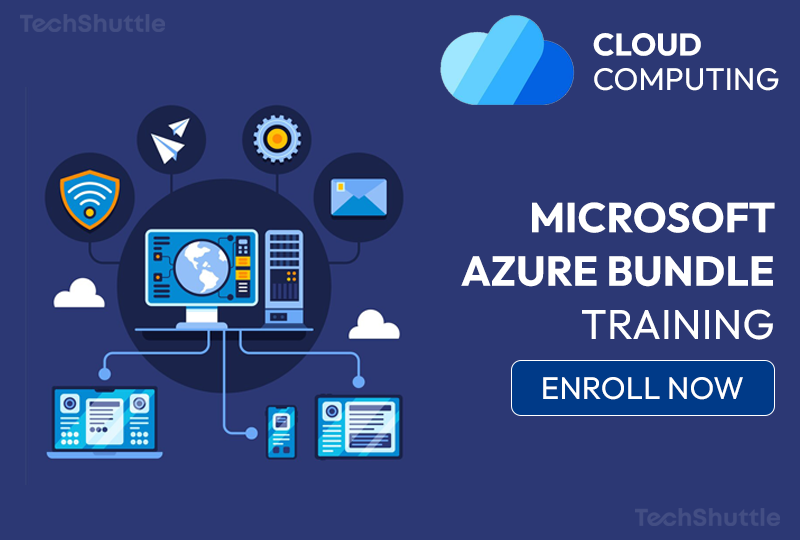 TechShuttle
CLOUD
COMPUTING
MICROSOFT
AZURE BUNDLE
TRAINING
ENROLL NOW
TechShuttle